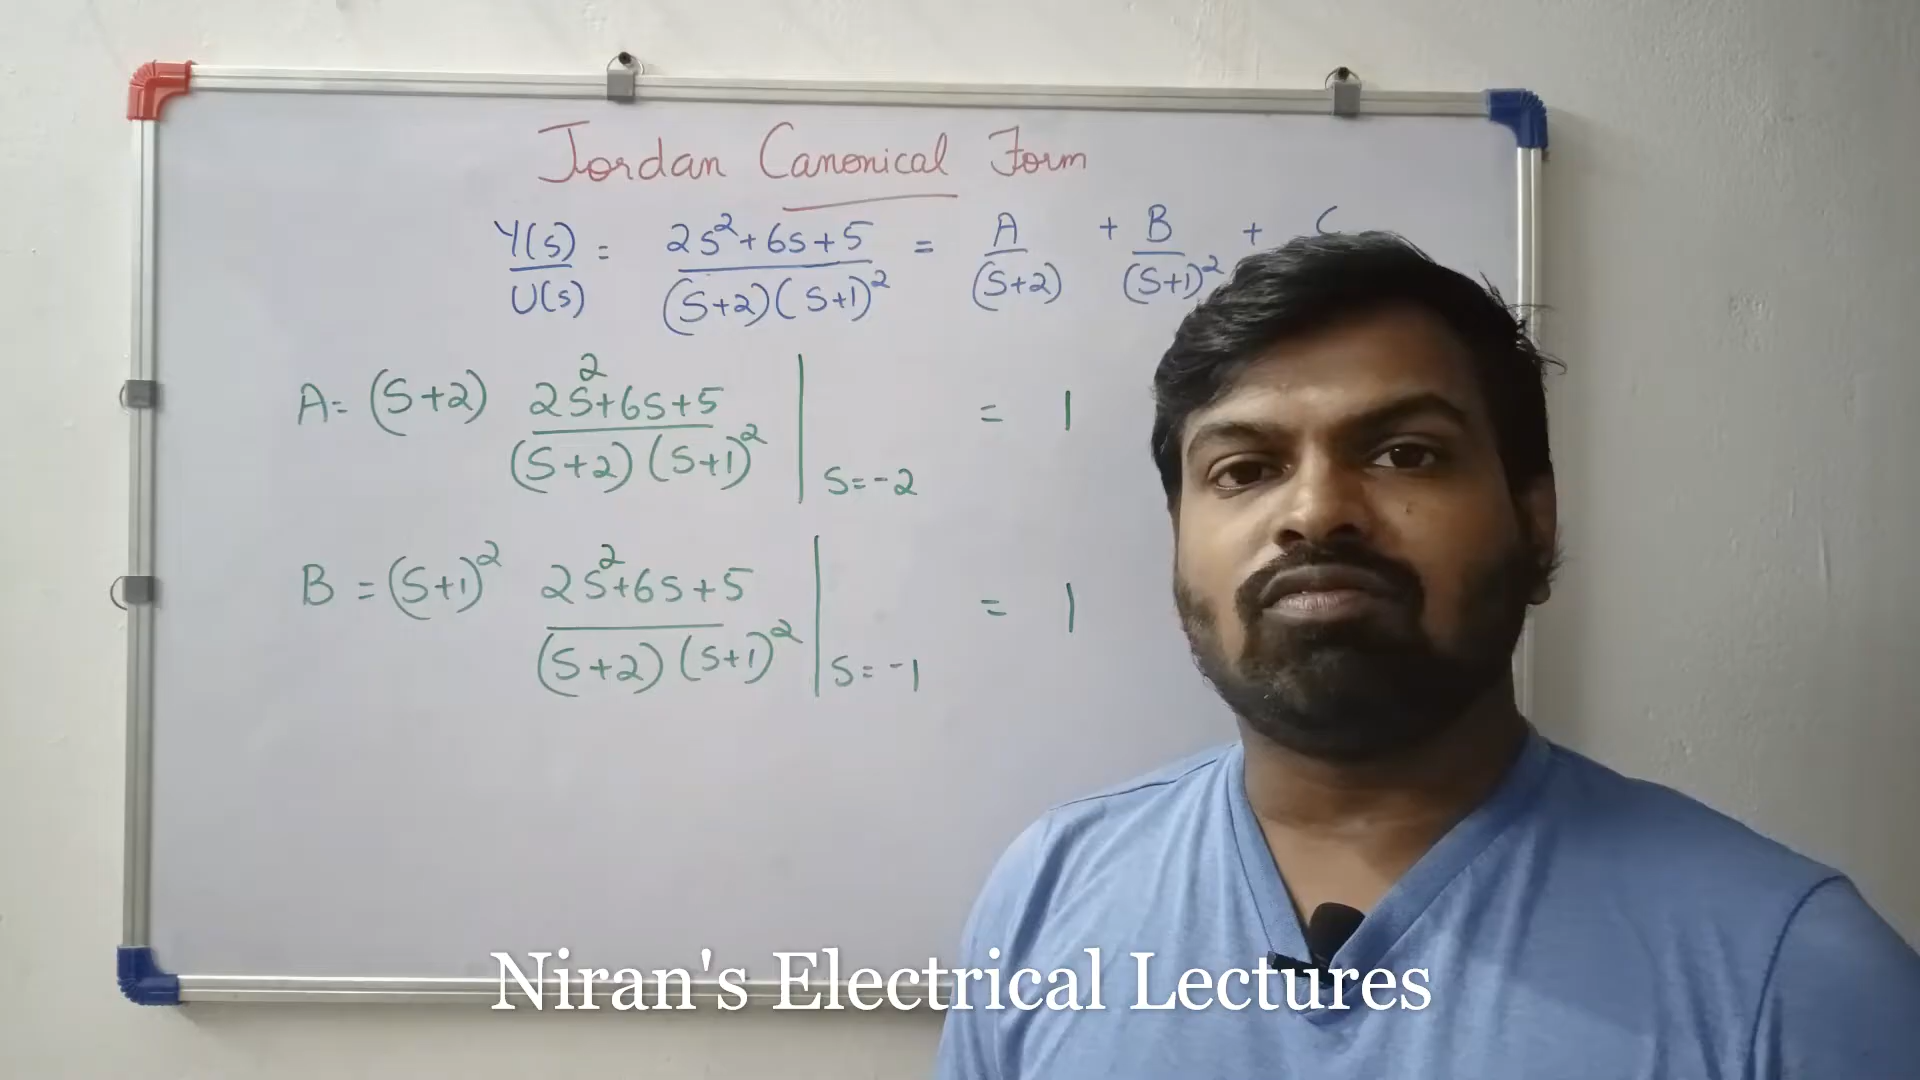 Jordan Canonical Form
Y(s)/U(s) = 2s²+6s+5/(S+2)(S+1)² = A/(S+2) + B/(S+1)² + C
A= (S+2) 2S²+6S+5/(S+2)(S+1)² | S=-2 = 1
B = (S+1)² 2S²+6S+5/(S+2)(S+1)² | S=-1 = 1
Niran's Electrical Lectures